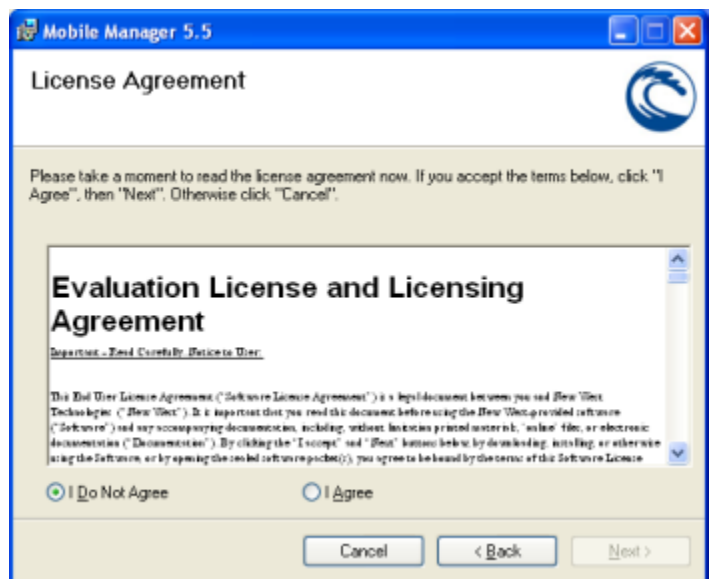 Mobile Manager 5.5
License Agreement
Please take a moment to read the license agreement now. If you accept the terms below, click "I
Agree", then "Next". Otherwise click "Cancel".
Evaluation License and Licensing
Agreement
Important - Read Carefully: Notice to User:
This End User License Agreement ("Software License Agreement") is a legal document between you and New West
Technologies ("New West"). It is important that you read this document before using the New West-provided software
("Software") and any accompanying documentation, including, without limitation printed materials, 'online' files, or electronic
documentation ("Documentation"). By clicking the "I accept" and "Next" buttons below, by downloading, installing, or otherwise
using the Software, or by opening the sealed software packet(s), you agree to be bound by the terms of this Software License
I Do Not Agree
I Agree
Cancel
< Back
Next >